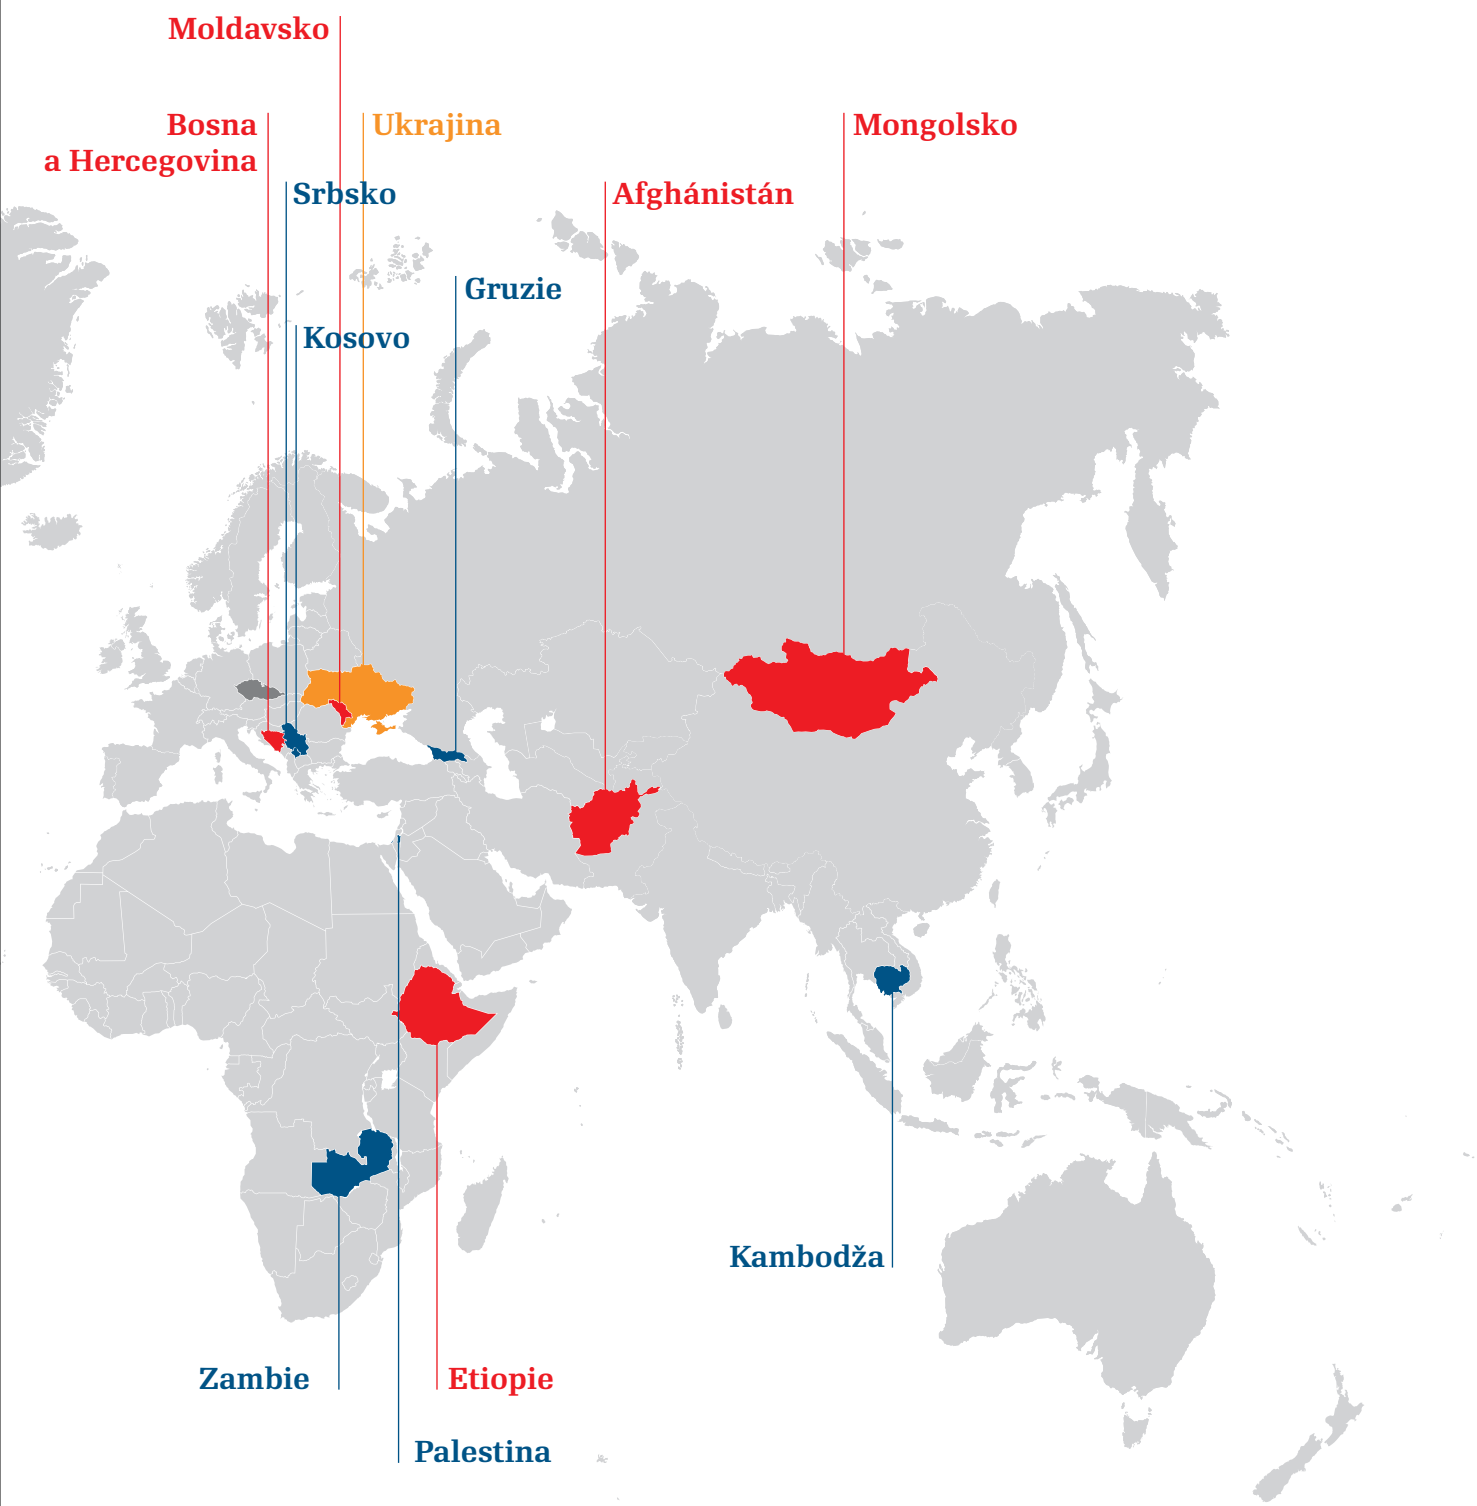 Moldavsko
Bosna
a Hercegovina
Ukrajina
Mongolsko
Srbsko
Afghánistán
Gruzie
Kosovo
Kambodža
Zambie
Etiopie
Palestina